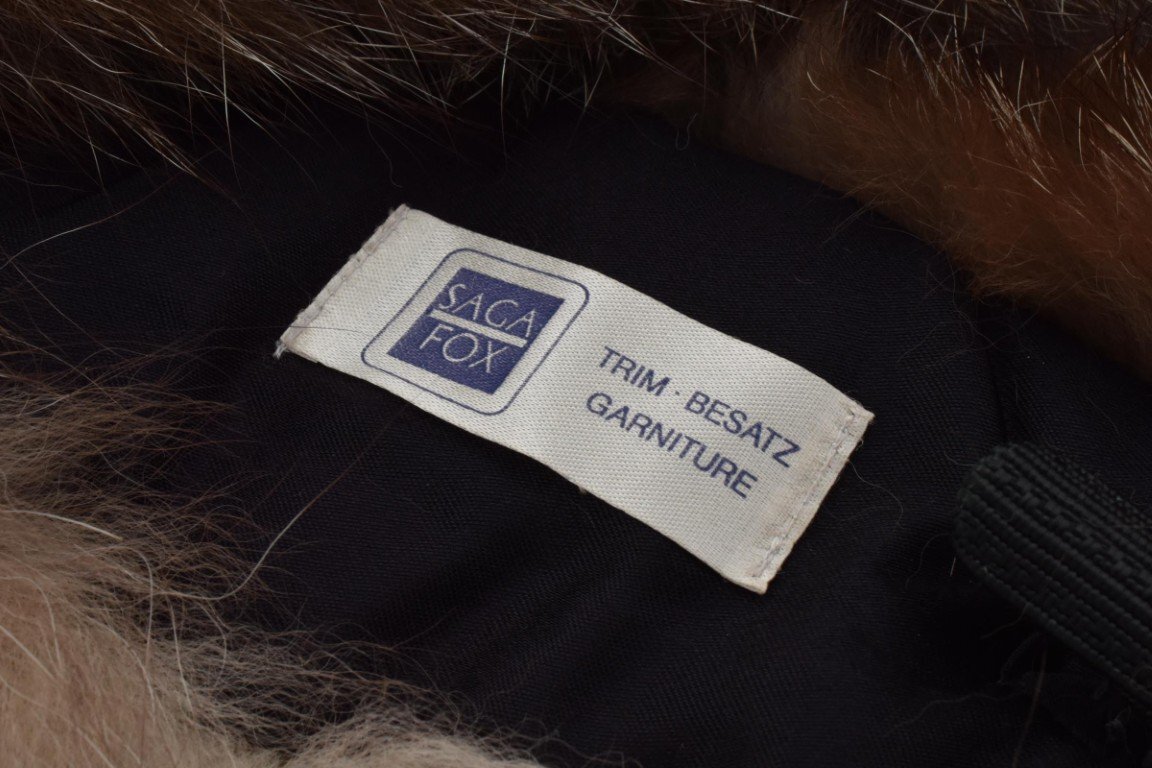 SAGA
FOX
TRIM · BESATZ
GARNITURE